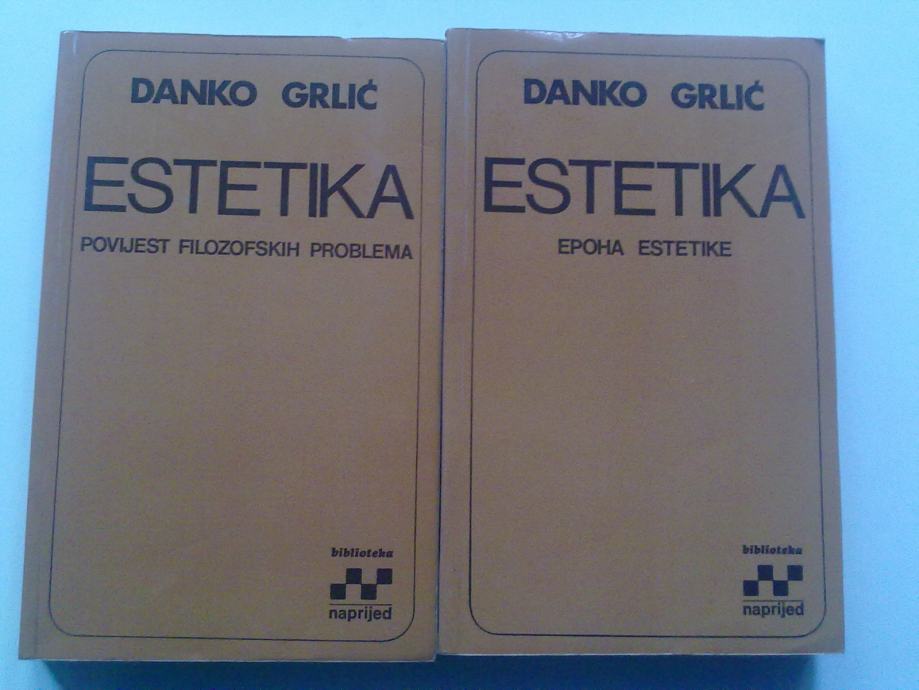 DANKO GRLIĆ
ESTETIKA
POVIJEST FILOZOFSKIH PROBLEMA
biblioteka
naprijed
DANKO GRLIĆ
ESTETIKA
EPOHA ESTETIKE
biblioteka
naprijed